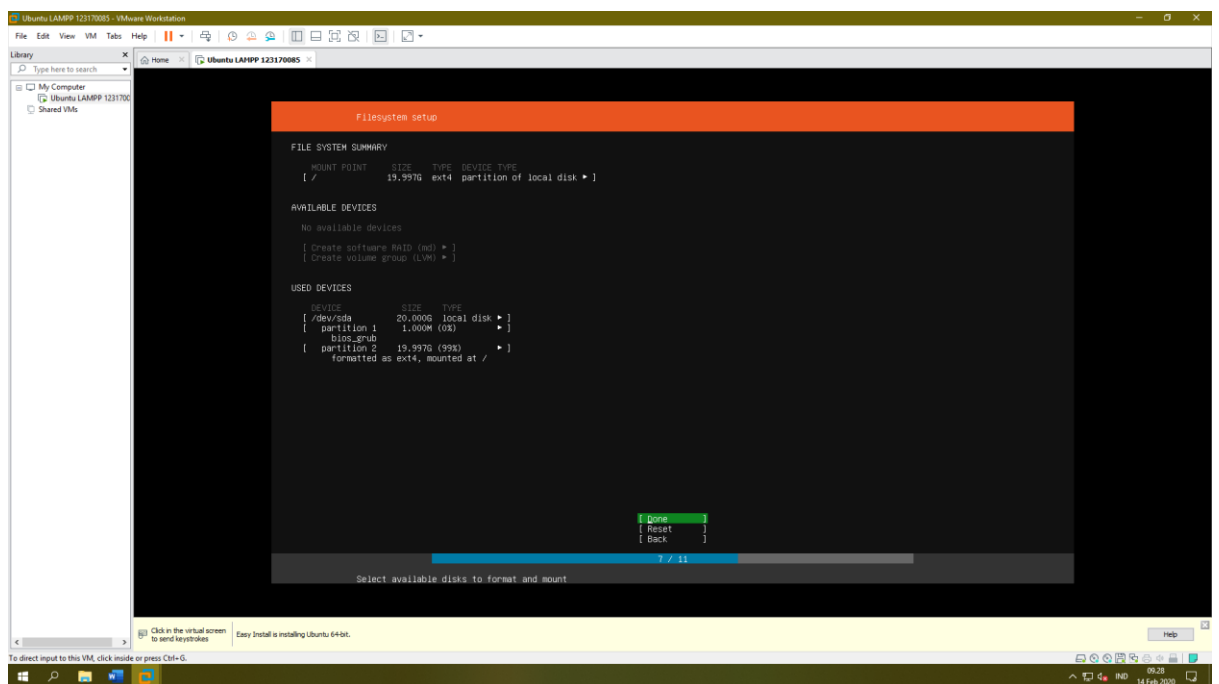 Ubuntu LAMPP 123170085 - VMware Workstation
File Edit View VM Tabs Help
Library
Type here to search
My Computer
Ubuntu LAMPP 1231700
Shared VMs
Home
Ubuntu LAMPP 123170085
Filesystem setup
FILE SYSTEM SUMMARY
MOUNT POINT SIZE TYPE DEVICE TYPE
[ / 19.997G ext4 partition of local disk ▸ ]
AVAILABLE DEVICES
No available devices
[ Create software RAID (md) ▸ ]
[ Create volume group (LVM) ▸ ]
USED DEVICES
DEVICE SIZE TYPE
[ /dev/sda 20.000G local disk ▸ ]
[ partition 1 1.000M (0%) ▸ ]
bios_grub
[ partition 2 19.997G (99%) ▸ ]
formatted as ext4, mounted at /
[ Done ]
[ Reset ]
[ Back ]
7 / 11
Select available disks to format and mount
Click in the virtual screen
to send keystrokes
Easy Install is installing Ubuntu 64-bit.
Help
To direct input to this VM, click inside or press Ctrl+G.
IND
09.28
14 Feb 2020